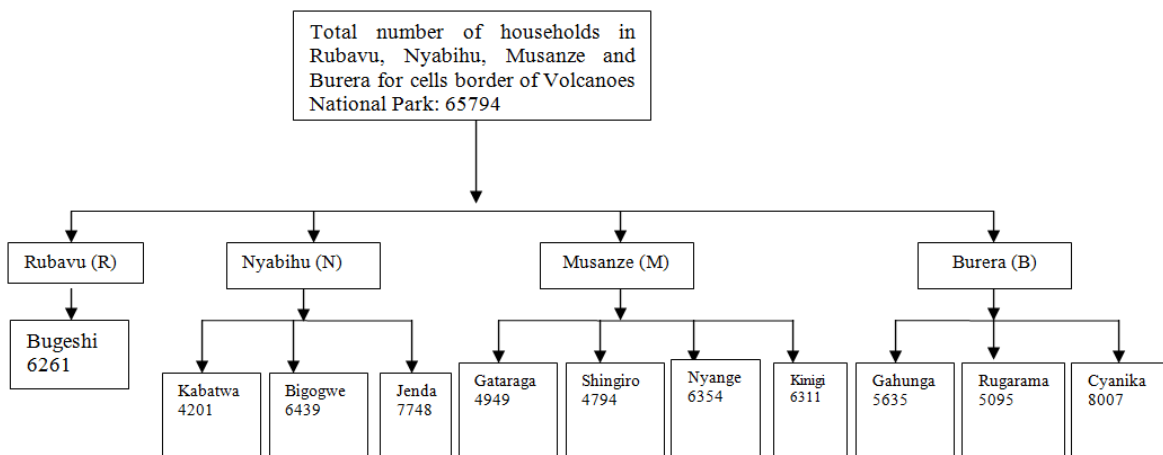 Total number of households in
Rubavu, Nyabihu, Musanze and
Burera for cells border of Volcanoes
National Park: 65794
Rubavu (R)
Nyabihu (N)
Musanze (M)
Burera (B)
Bugeshi
6261
Kabatwa
4201
Bigogwe
6439
Jenda
7748
Gataraga
4949
Shingiro
4794
Nyange
6354
Kinigi
6311
Gahunga
5635
Rugarama
5095
Cyanika
8007